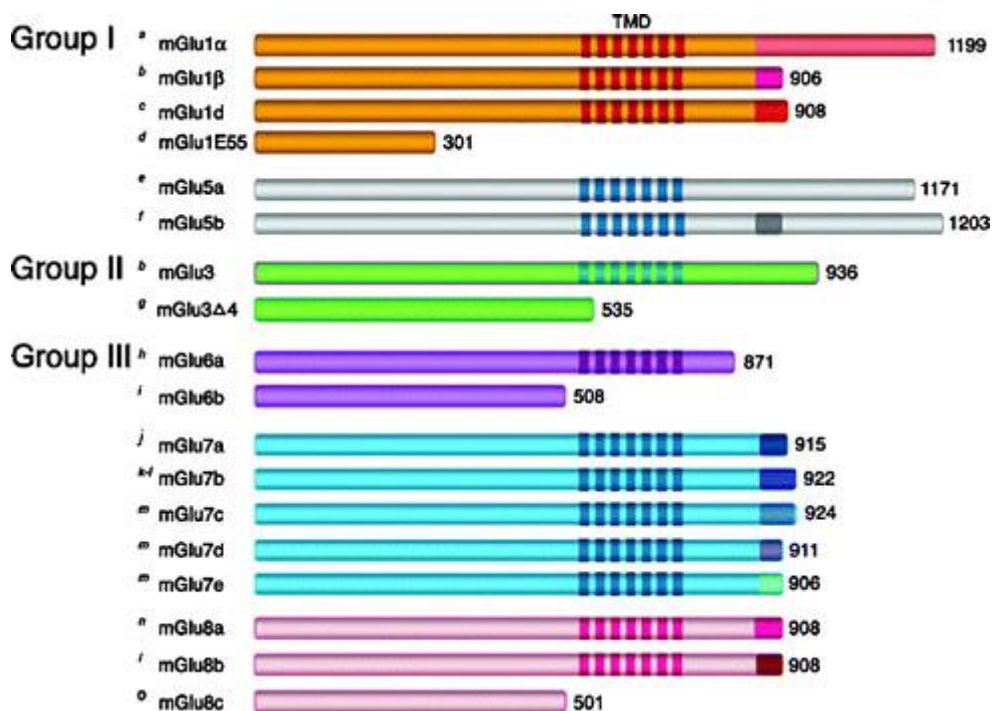 TMD
Group I a mGlu1α 1199
b mGlu1β 906
c mGlu1d 908
d mGlu1E55 301
e mGlu5a 1171
f mGlu5b 1203
Group II b mGlu3 936
g mGlu3Δ4 535
Group III h mGlu6a 871
i mGlu6b 508
j mGlu7a 915
k-l mGlu7b 922
m mGlu7c 924
m mGlu7d 911
m mGlu7e 906
n mGlu8a 908
l mGlu8b 908
o mGlu8c 501